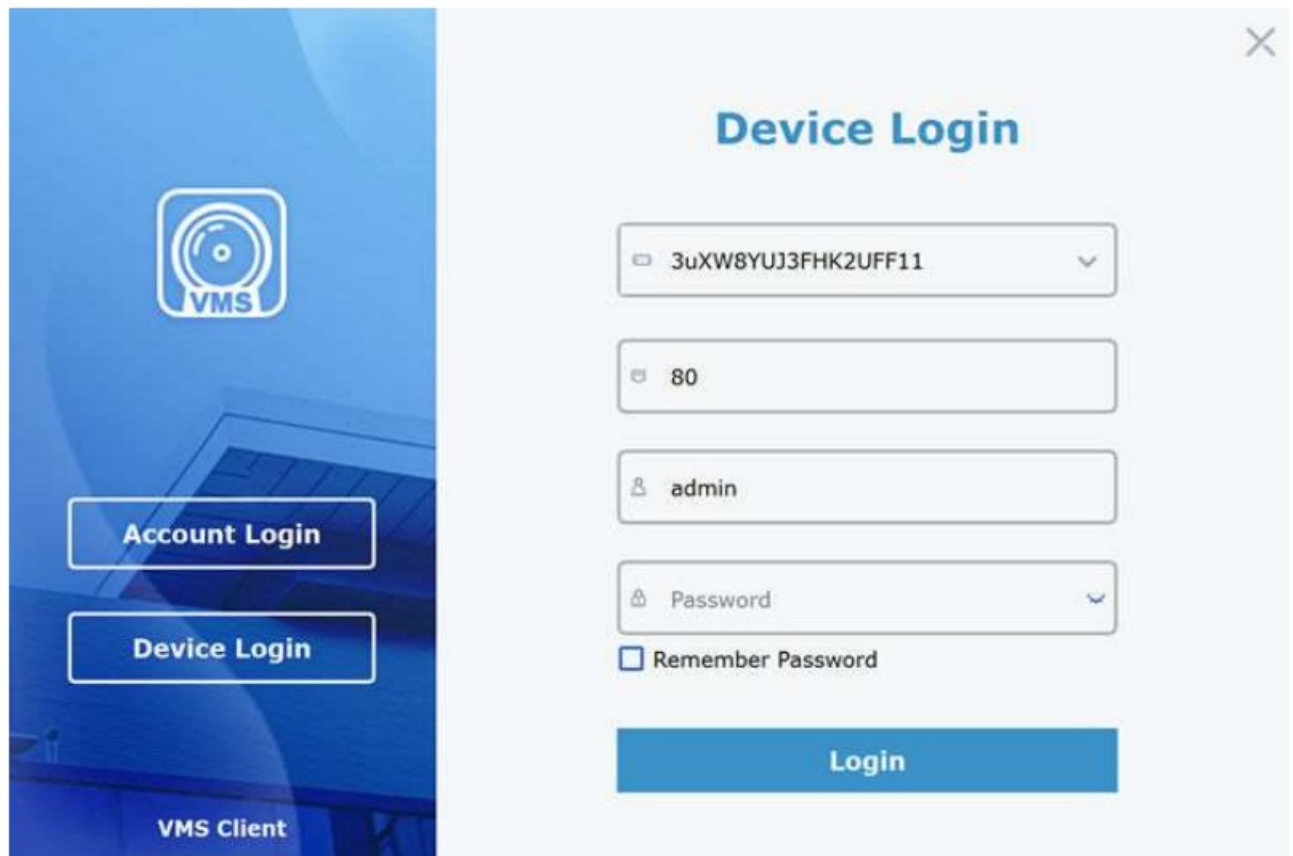 VMS
Account Login
Device Login
VMS Client
Device Login
3uXW8YUJ3FHK2UFF11
80
admin
Password
Remember Password
Login